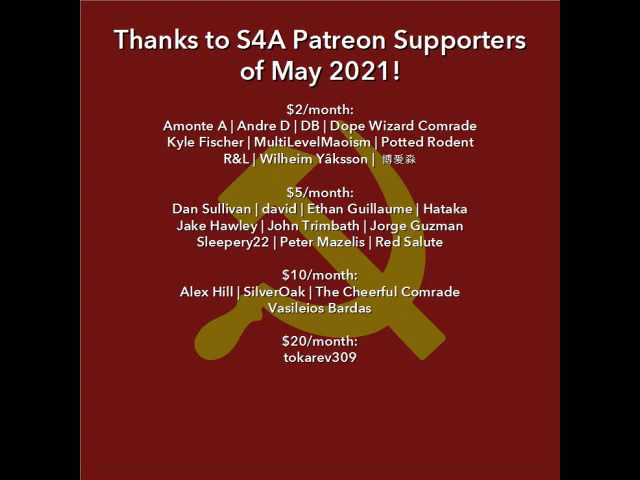 Thanks to S4A Patreon Supporters
of May 2021!
$2/month:
Amonte A | Andre D | DB | Dope Wizard Comrade
Kyle Fischer | MultiLevelMaoism | Potted Rodent
R&L | Wilheim Yâksson | 博爱淼
$5/month:
Dan Sullivan | david | Ethan Guillaume | Hataka
Jake Hawley | John Trimbath | Jorge Guzman
Sleepery22 | Peter Mazelis | Red Salute
$10/month:
Alex Hill | SilverOak | The Cheerful Comrade
Vasileios Bardas
$20/month:
tokarev309